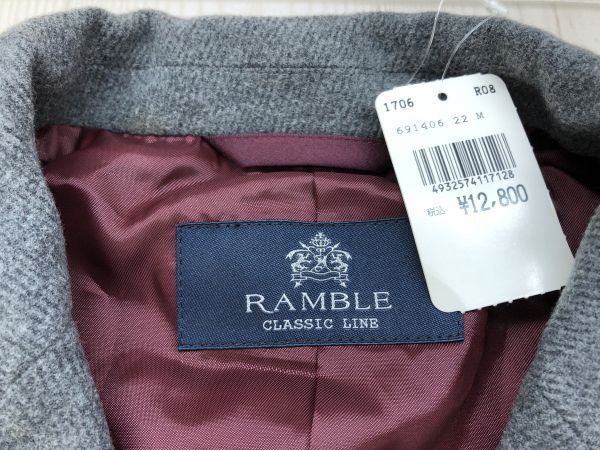 1706 R08
691406 22 M
4932574117128
税込 ¥12,800
RAMBLE
CLASSIC LINE